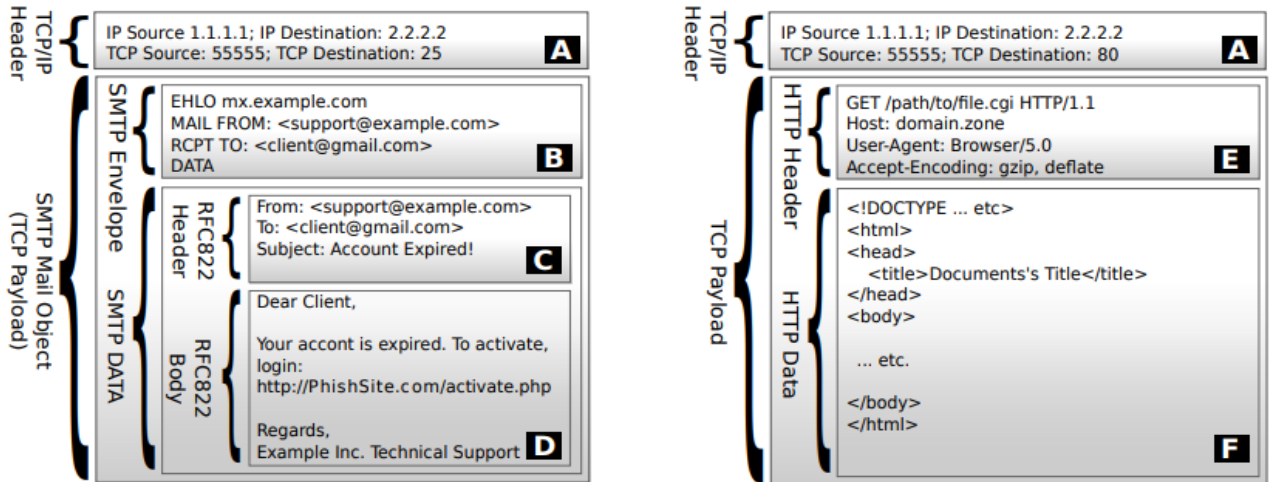 TCP/IP
Header
IP Source 1.1.1.1; IP Destination: 2.2.2.2
TCP Source: 55555; TCP Destination: 25
A
SMTP Mail Object
(TCP Payload)
SMTP Envelope
EHLO mx.example.com
MAIL FROM: <support@example.com>
RCPT TO: <client@gmail.com>
DATA
B
SMTP DATA
RFC822
Header
From: <support@example.com>
To: <client@gmail.com>
Subject: Account Expired!
C
RFC822
Body
Dear Client,
Your accont is expired. To activate,
login:
http://PhishSite.com/activate.php
Regards,
Example Inc. Technical Support
D
TCP/IP
Header
IP Source 1.1.1.1; IP Destination: 2.2.2.2
TCP Source: 55555; TCP Destination: 80
A
TCP Payload
HTTP Header
GET /path/to/file.cgi HTTP/1.1
Host: domain.zone
User-Agent: Browser/5.0
Accept-Encoding: gzip, deflate
E
HTTP Data
<!DOCTYPE ... etc>
<html>
<head>
<title>Documents's Title</title>
</head>
<body>
... etc.
</body>
</html>
F